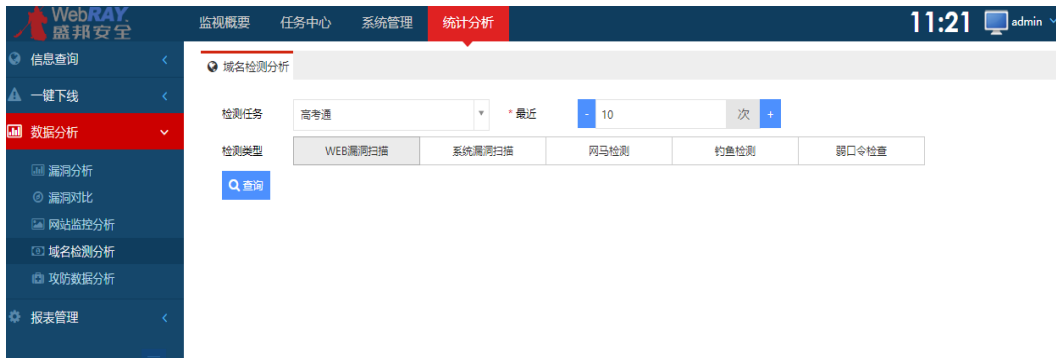 WebRAY.
盛邦安全
监视概要 任务中心 系统管理 统计分析
11:21 admin
信息查询
一键下线
数据分析
漏洞分析
漏洞对比
网站监控分析
域名检测分析
攻防数据分析
报表管理
域名检测分析
检测任务 高考通 * 最近 - 10 次 +
检测类型 WEB漏洞扫描 系统漏洞扫描 网马检测 钓鱼检测 弱口令检查
查询